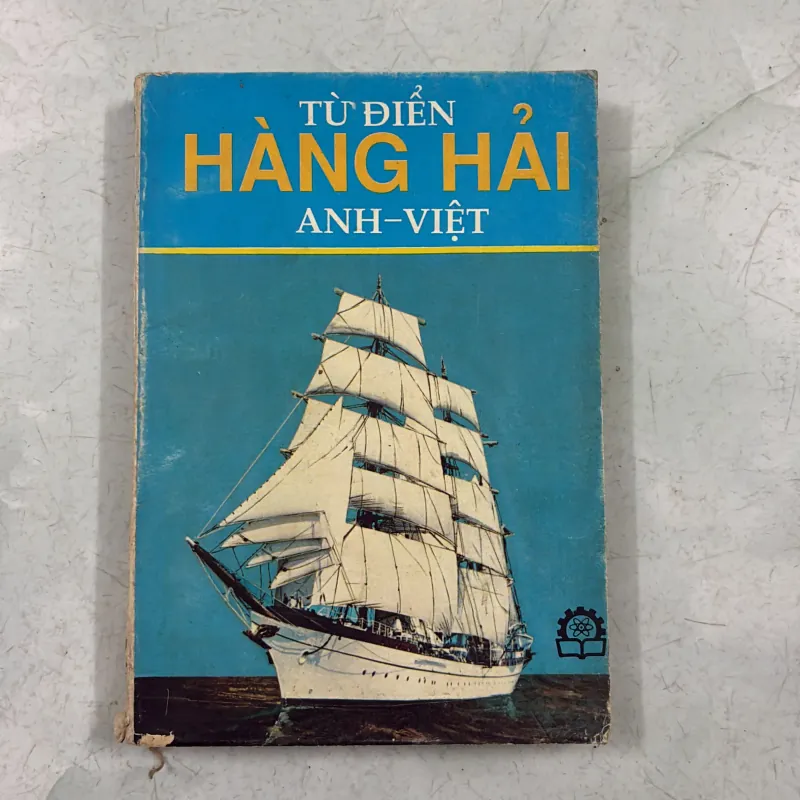 TỪ ĐIỂN
HÀNG HẢI
ANH-VIỆT